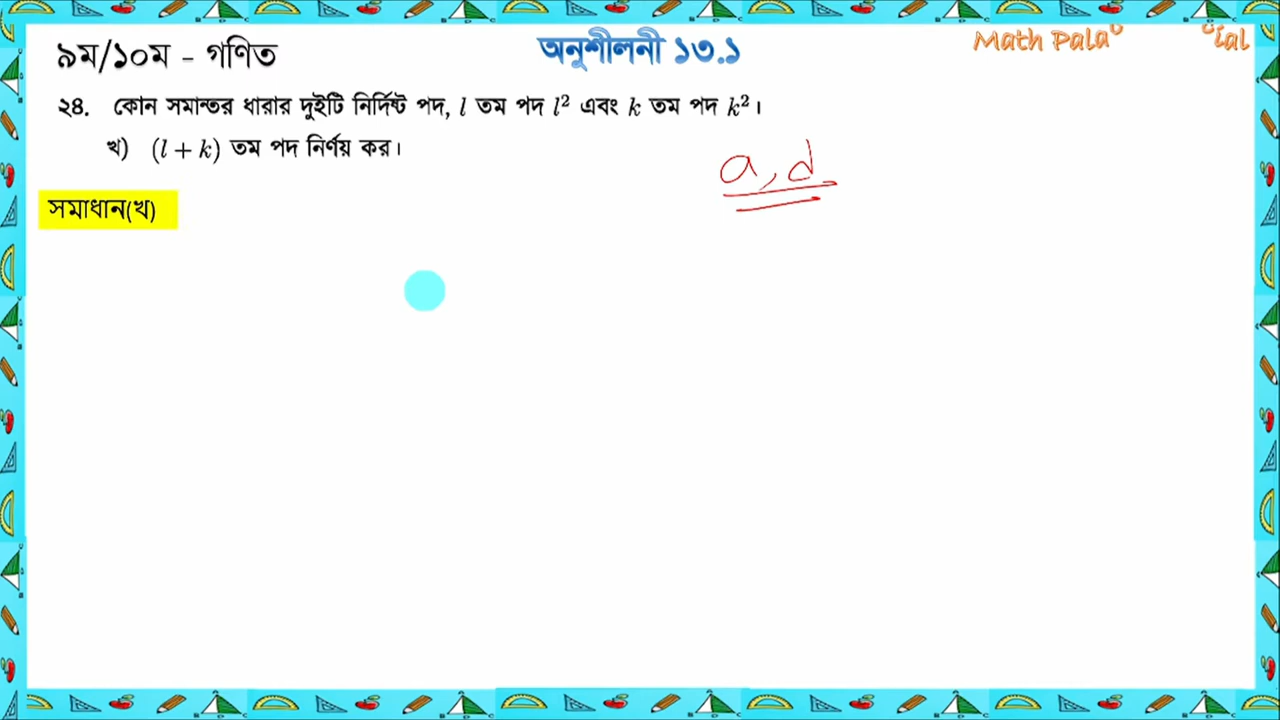 ৯ম/১০ম - গণিত
অনুশীলনী ১৩.১
Math Pala
ial
২৪. কোন সমান্তর ধারার দুইটি নির্দিষ্ট পদ, l তম পদ l² এবং k তম পদ k²।
খ) (l + k) তম পদ নির্ণয় কর।
a, d
সমাধান(খ)